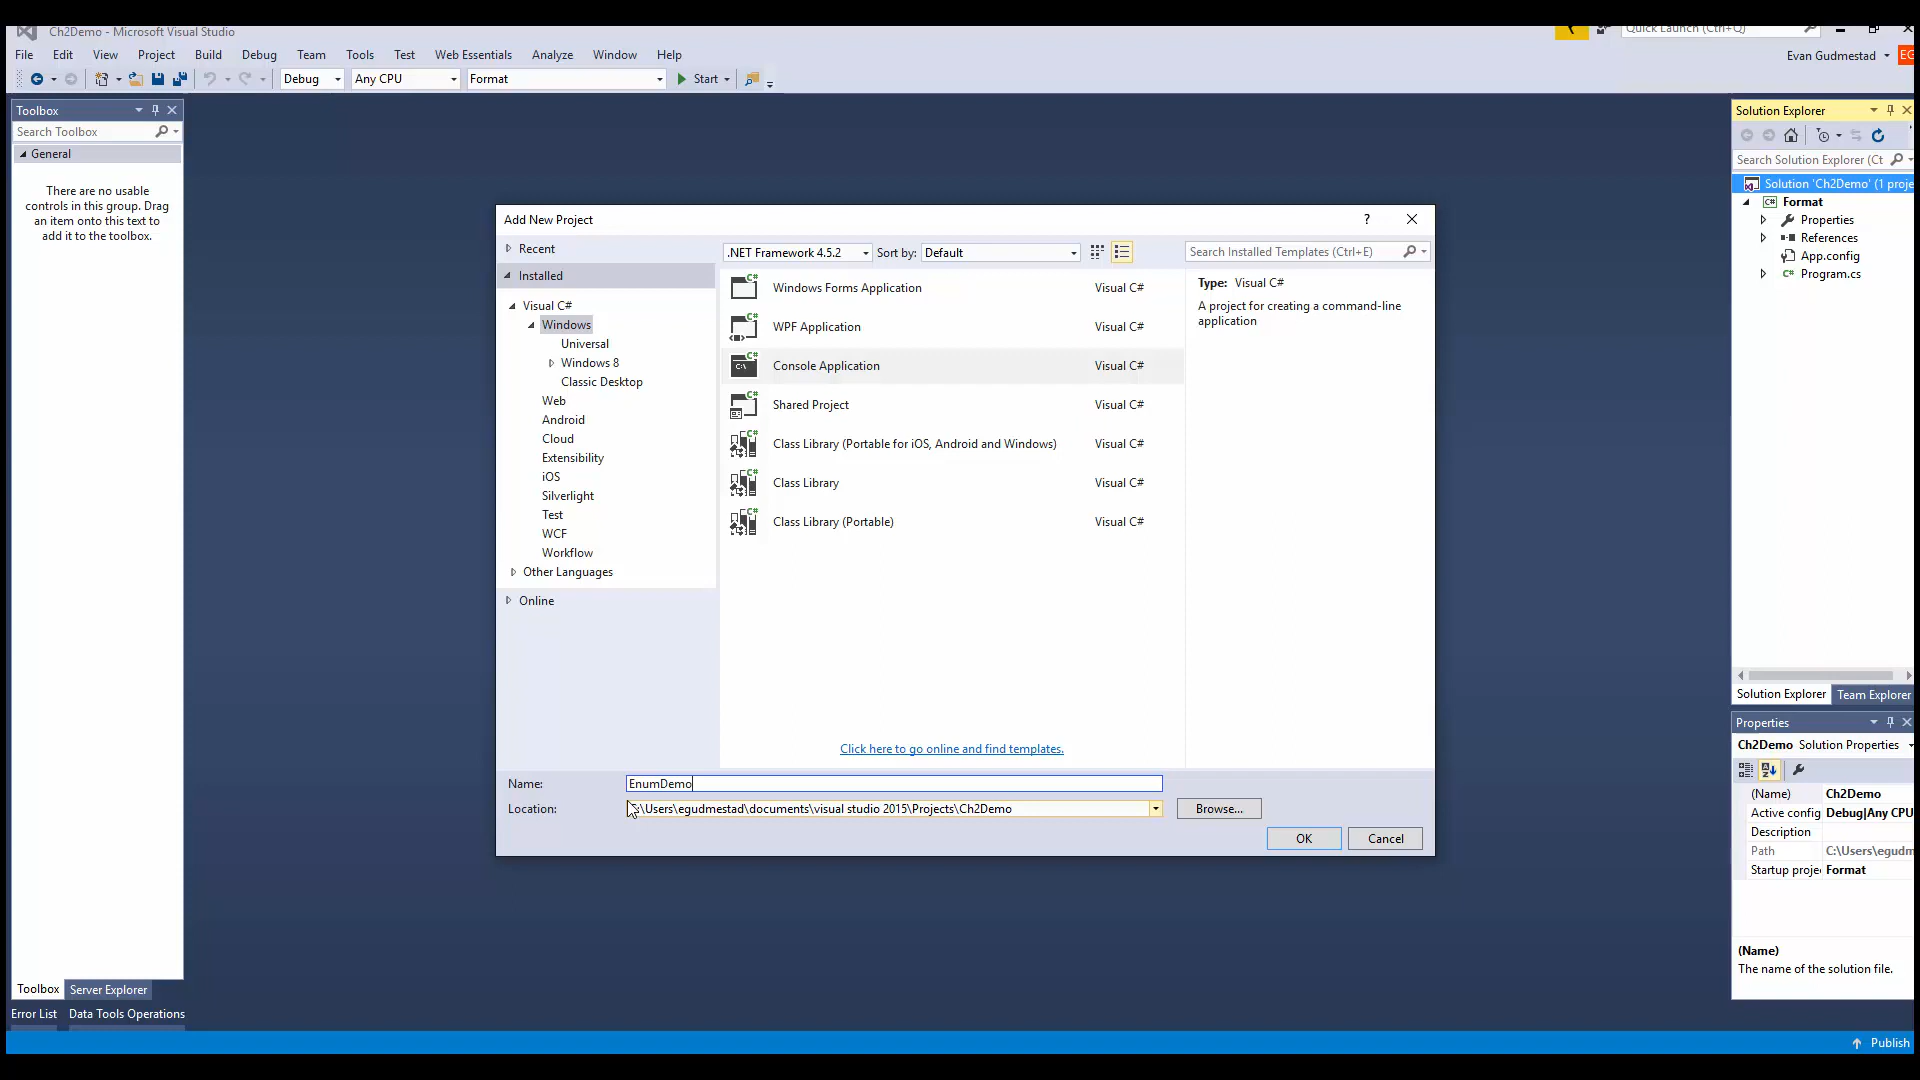 Ch2Demo - Microsoft Visual Studio
Quick Launch (Ctrl+Q)
File Edit View Project Build Debug Team Tools Test Web Essentials Analyze Window Help
Evan Gudmestad
EG
Debug Any CPU Format Start
Toolbox
Search Toolbox
General
There are no usable
controls in this group. Drag
an item onto this text to
add it to the toolbox.
Toolbox Server Explorer
Error List Data Tools Operations
Add New Project
?
Recent
Installed
Visual C#
Windows
Universal
Windows 8
Classic Desktop
Web
Android
Cloud
Extensibility
iOS
Silverlight
Test
WCF
Workflow
Other Languages
Online
.NET Framework 4.5.2 Sort by: Default
Search Installed Templates (Ctrl+E)
Windows Forms Application Visual C#
WPF Application Visual C#
Console Application Visual C#
Shared Project Visual C#
Class Library (Portable for iOS, Android and Windows) Visual C#
Class Library Visual C#
Class Library (Portable) Visual C#
Type: Visual C#
A project for creating a command-line
application
Click here to go online and find templates.
Name: EnumDemo
Location: :\Users\egudmestad\documents\visual studio 2015\Projects\Ch2Demo
Browse...
OK Cancel
Solution Explorer
Search Solution Explorer (Ct
Solution 'Ch2Demo' (1 proje
C# Format
Properties
References
App.config
C# Program.cs
Solution Explorer Team Explorer
Properties
Ch2Demo Solution Properties
(Name) Ch2Demo
Active config Debug|Any CPU
Description
Path C:\Users\egudm
Startup proje Format
(Name)
The name of the solution file.
Publish